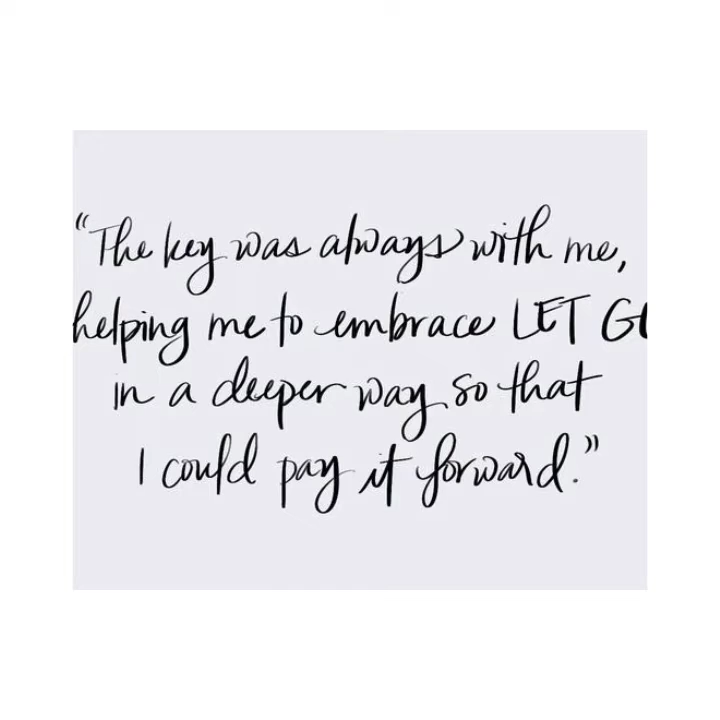 “The key was always with me,
helping me to embrace LET G
in a deeper way so that
I could pay it forward.”